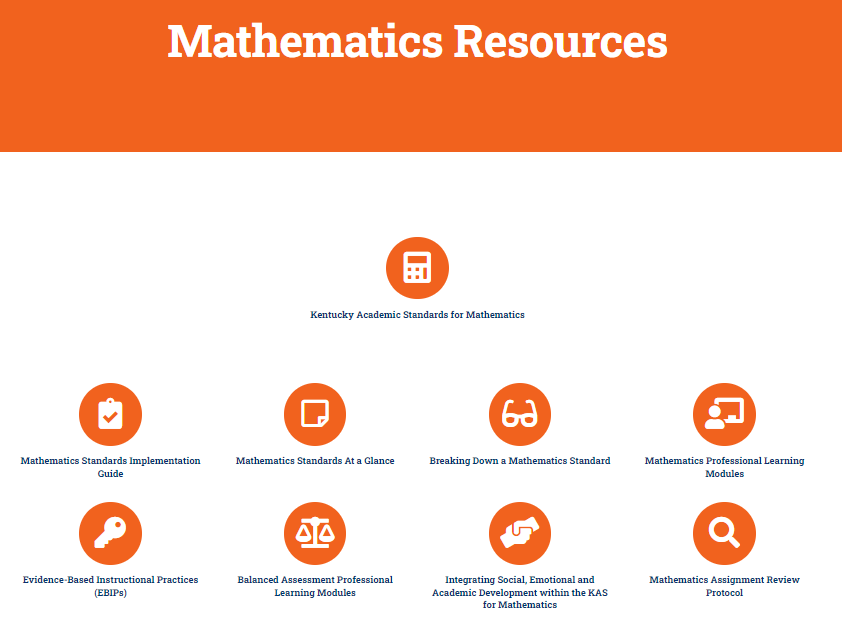 Mathematics Resources
Kentucky Academic Standards for Mathematics
Mathematics Standards Implementation
Guide
Mathematics Standards At a Glance
Breaking Down a Mathematics Standard
Mathematics Professional Learning
Modules
Evidence-Based Instructional Practices
(EBIPs)
Balanced Assessment Professional
Learning Modules
Integrating Social, Emotional and
Academic Development within the KAS
for Mathematics
Mathematics Assignment Review
Protocol